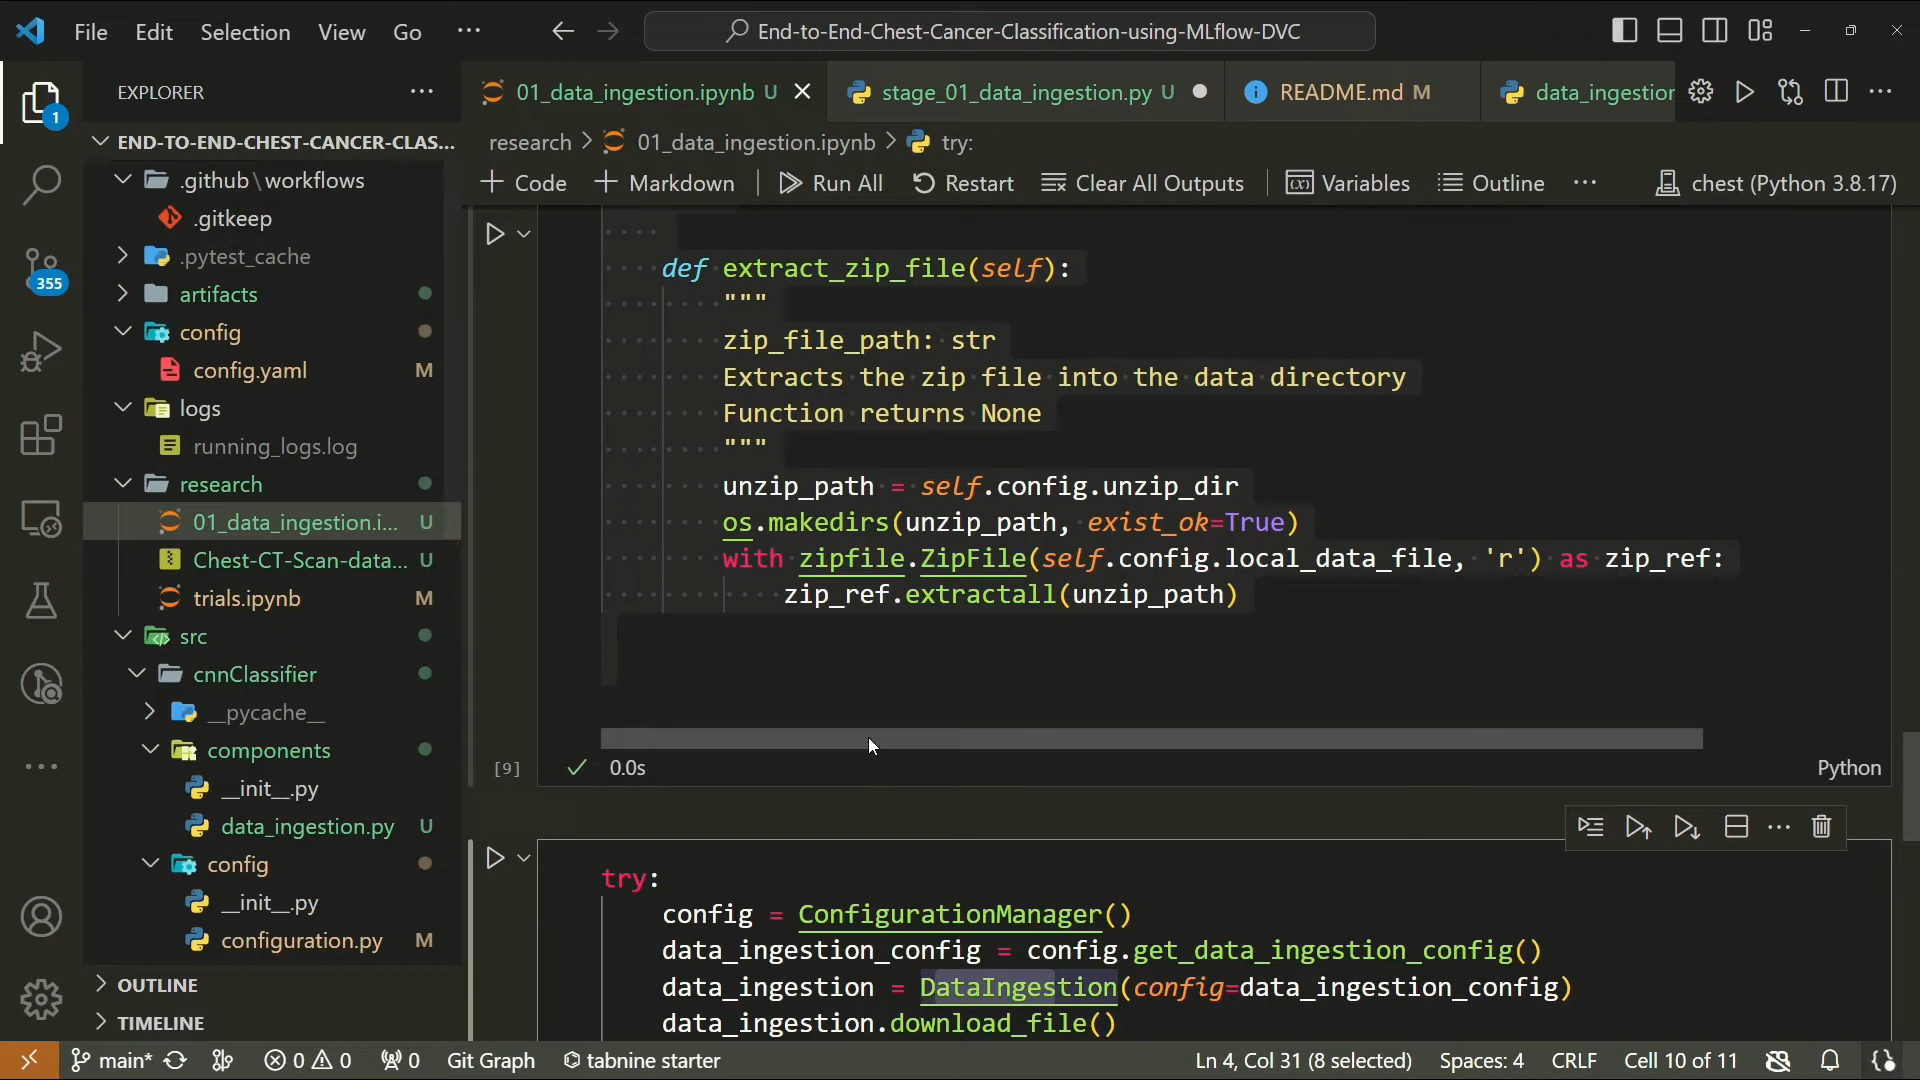 File Edit Selection View Go ···
End-to-End-Chest-Cancer-Classification-using-MLflow-DVC
EXPLORER
01_data_ingestion.ipynb U
stage_01_data_ingestion.py U
README.md M
data_ingestion
END-TO-END-CHEST-CANCER-CLAS...
research > 01_data_ingestion.ipynb > try:
+ Code + Markdown | Run All Restart Clear All Outputs | Variables Outline ···
chest (Python 3.8.17)
1
355
.github\workflows
.gitkeep
.pytest_cache
artifacts
config
config.yaml M
logs
running_logs.log
research
01_data_ingestion.i... U
Chest-CT-Scan-data... U
trials.ipynb M
src
cnnClassifier
__pycache__
components
__init__.py
data_ingestion.py U
config
__init__.py
configuration.py M
OUTLINE
TIMELINE
def extract_zip_file(self):
"""
zip_file_path: str
Extracts the zip file into the data directory
Function returns None
"""
unzip_path = self.config.unzip_dir
os.makedirs(unzip_path, exist_ok=True)
with zipfile.ZipFile(self.config.local_data_file, 'r') as zip_ref:
zip_ref.extractall(unzip_path)
[9] 0.0s
Python
try:
config = ConfigurationManager()
data_ingestion_config = config.get_data_ingestion_config()
data_ingestion = DataIngestion(config=data_ingestion_config)
data_ingestion.download_file()
main* 0 0 0 Git Graph tabnine starter
Ln 4, Col 31 (8 selected) Spaces: 4 CRLF Cell 10 of 11